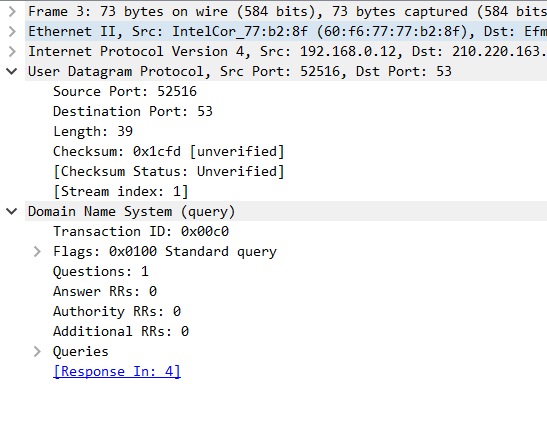 Frame 3: 73 bytes on wire (584 bits), 73 bytes captured (584 bits
Ethernet II, Src: IntelCor_77:b2:8f (60:f6:77:77:b2:8f), Dst: Efm
Internet Protocol Version 4, Src: 192.168.0.12, Dst: 210.220.163.
User Datagram Protocol, Src Port: 52516, Dst Port: 53
Source Port: 52516
Destination Port: 53
Length: 39
Checksum: 0x1cfd [unverified]
[Checksum Status: Unverified]
[Stream index: 1]
Domain Name System (query)
Transaction ID: 0x00c0
Flags: 0x0100 Standard query
Questions: 1
Answer RRs: 0
Authority RRs: 0
Additional RRs: 0
Queries
[Response In: 4]